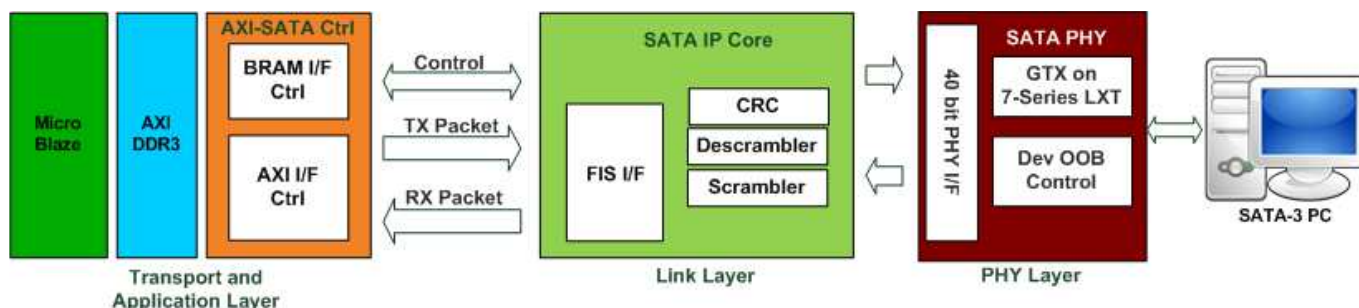 Micro
Blaze
AXI
DDR3
AXI-SATA Ctrl
BRAM I/F
Ctrl
AXI I/F
Ctrl
Transport and
Application Layer
Control
TX Packet
RX Packet
SATA IP Core
FIS I/F
CRC
Descrambler
Scrambler
Link Layer
40 bit PHY I/F
SATA PHY
GTX on
7-Series LXT
Dev OOB
Control
PHY Layer
SATA-3 PC